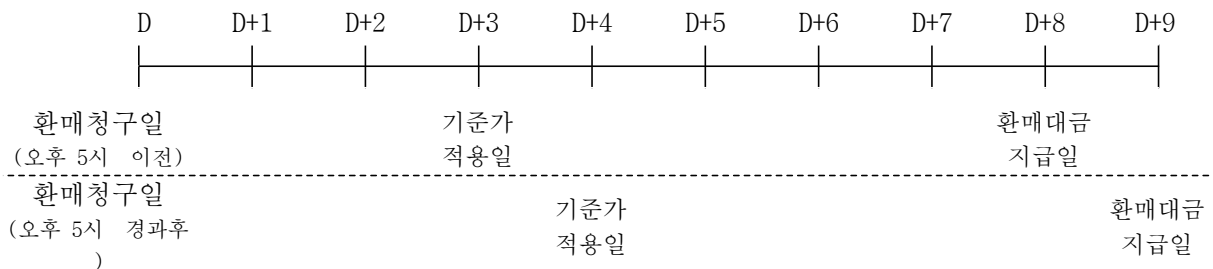 D D+1 D+2 D+3 D+4 D+5 D+6 D+7 D+8 D+9
환매청구일 기준가 환매대금
(오후 5시 이전) 적용일 지급일
환매청구일 기준가 환매대금
(오후 5시 경과후 적용일 지급일
)